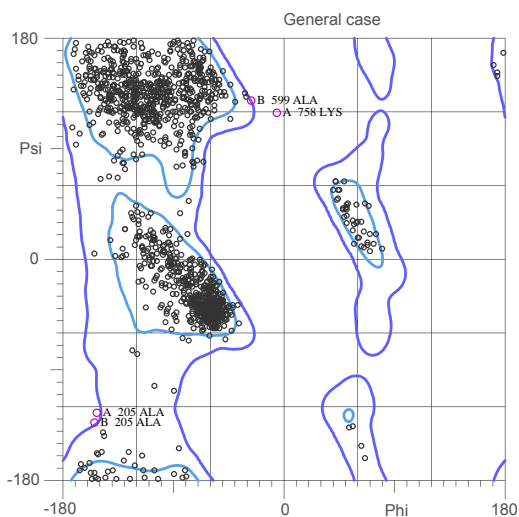 General case
180
B 599 ALA
A 758 LYS
Psi
0
A 205 ALA
B 205 ALA
-180
-180 0 Phi 180